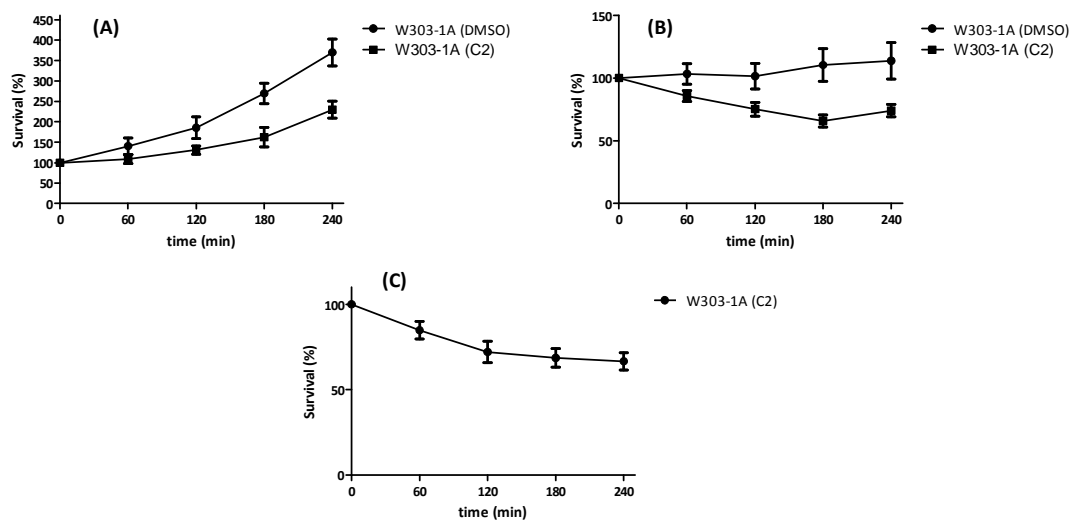 (A)
W303-1A (DMSO)
W303-1A (C2)
Survival (%)
450
400
350
300
250
200
150
100
50
0
0 60 120 180 240
time (min)
(B)
W303-1A (DMSO)
W303-1A (C2)
Survival (%)
150
100
50
0
0 60 120 180 240
time (min)
(C)
W303-1A (C2)
Survival (%)
100
50
0
0 60 120 180 240
time (min)